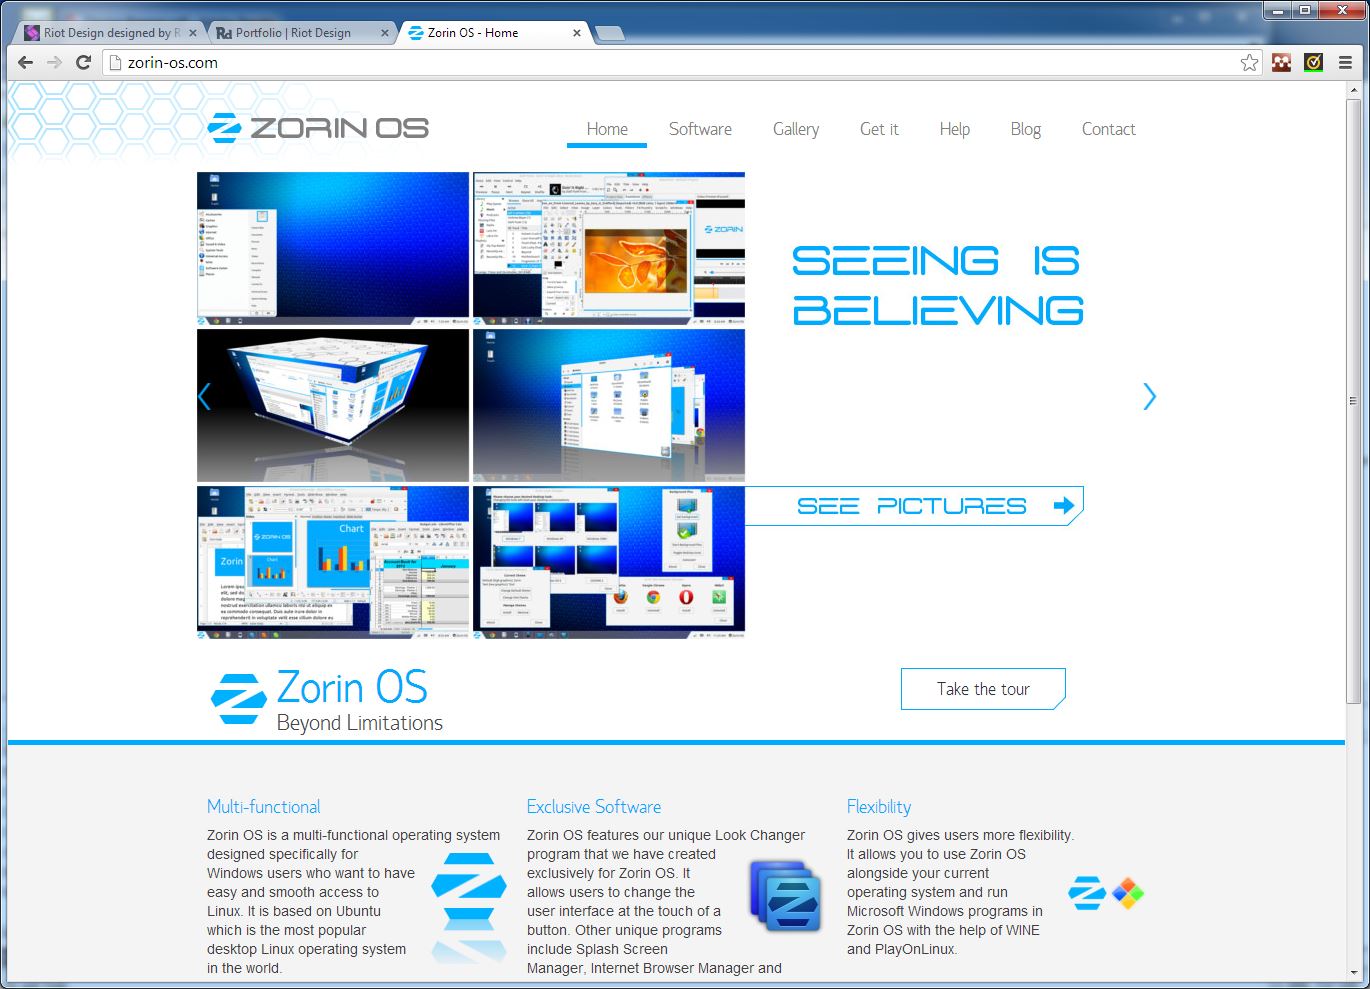 Riot Design designed by R
Portfolio | Riot Design
Zorin OS - Home
zorin-os.com
ZORIN OS
Home
Software
Gallery
Get it
Help
Blog
Contact
SEEING IS
BELIEVING
SEE PICTURES
Chart
ZORIN OS
Zorin OS
Beyond Limitations
Take the tour
Multi-functional
Zorin OS is a multi-functional operating system
designed specifically for
Windows users who want to have
easy and smooth access to
Linux. It is based on Ubuntu
which is the most popular
desktop Linux operating system
in the world.
Exclusive Software
Zorin OS features our unique Look Changer
program that we have created
exclusively for Zorin OS. It
allows users to change the
user interface at the touch of a
button. Other unique programs
include Splash Screen
Manager, Internet Browser Manager and
Flexibility
Zorin OS gives users more flexibility.
It allows you to use Zorin OS
alongside your current
operating system and run
Microsoft Windows programs in
Zorin OS with the help of WINE
and PlayOnLinux.